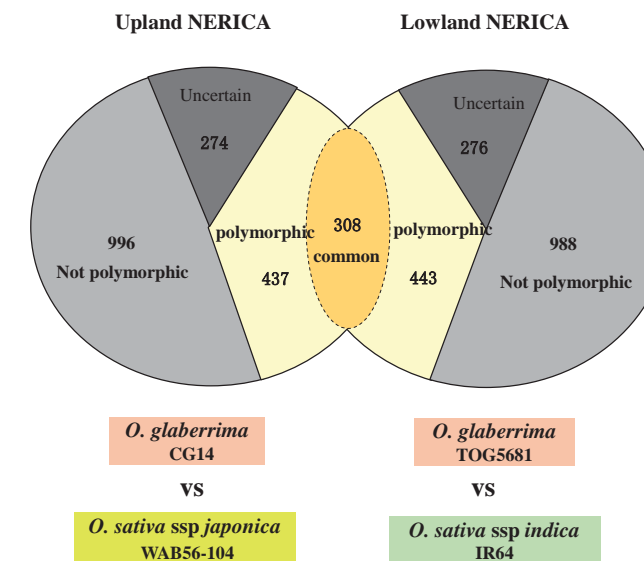 Upland NERICA
Lowland NERICA
Uncertain
274
Uncertain
276
996
Not polymorphic
polymorphic
437
308
common
polymorphic
443
988
Not polymorphic
O. glaberrima
CG14
vs
O. sativa ssp japonica
WAB56-104
O. glaberrima
TOG5681
vs
O. sativa ssp indica
IR64